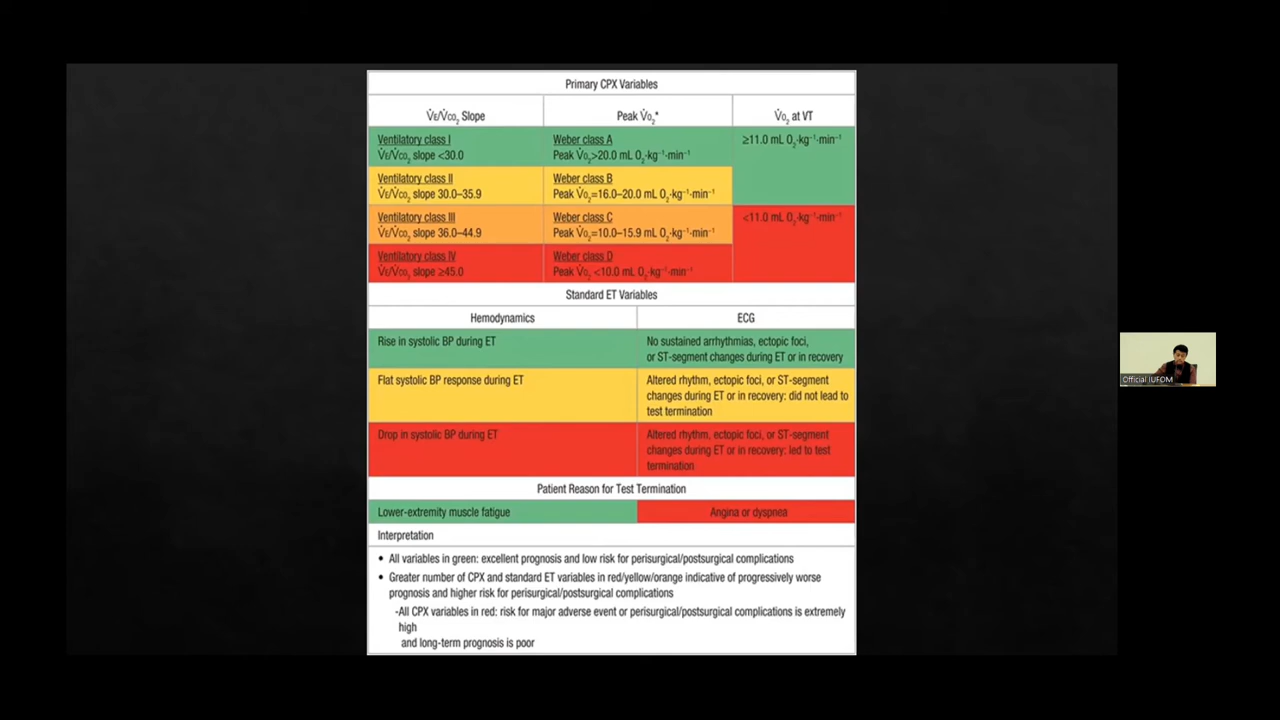 Primary CPX Variables
V̇E/V̇CO₂ Slope
Peak V̇O₂*
V̇O₂ at VT
Ventilatory class I
V̇E/V̇CO₂ slope <30.0
Weber class A
Peak V̇O₂>20.0 mL O₂·kg⁻¹·min⁻¹
≥11.0 mL O₂·kg⁻¹·min⁻¹
Ventilatory class II
V̇E/V̇CO₂ slope 30.0–35.9
Weber class B
Peak V̇O₂=16.0–20.0 mL O₂·kg⁻¹·min⁻¹
Ventilatory class III
V̇E/V̇CO₂ slope 36.0–44.9
Weber class C
Peak V̇O₂=10.0–15.9 mL O₂·kg⁻¹·min⁻¹
<11.0 mL O₂·kg⁻¹·min⁻¹
Ventilatory class IV
V̇E/V̇CO₂ slope ≥45.0
Weber class D
Peak V̇O₂ <10.0 mL O₂·kg⁻¹·min⁻¹
Standard ET Variables
Hemodynamics
ECG
Rise in systolic BP during ET
No sustained arrhythmias, ectopic foci,
or ST-segment changes during ET or in recovery
Flat systolic BP response during ET
Altered rhythm, ectopic foci, or ST-segment
changes during ET or in recovery: did not lead to
test termination
Drop in systolic BP during ET
Altered rhythm, ectopic foci, or ST-segment
changes during ET or in recovery: led to test
termination
Patient Reason for Test Termination
Lower-extremity muscle fatigue
Angina or dyspnea
Interpretation
• All variables in green: excellent prognosis and low risk for perisurgical/postsurgical complications
• Greater number of CPX and standard ET variables in red/yellow/orange indicative of progressively worse
prognosis and higher risk for perisurgical/postsurgical complications
-All CPX variables in red: risk for major adverse event or perisurgical/postsurgical complications is extremely
high
and long-term prognosis is poor
Official IUFOM